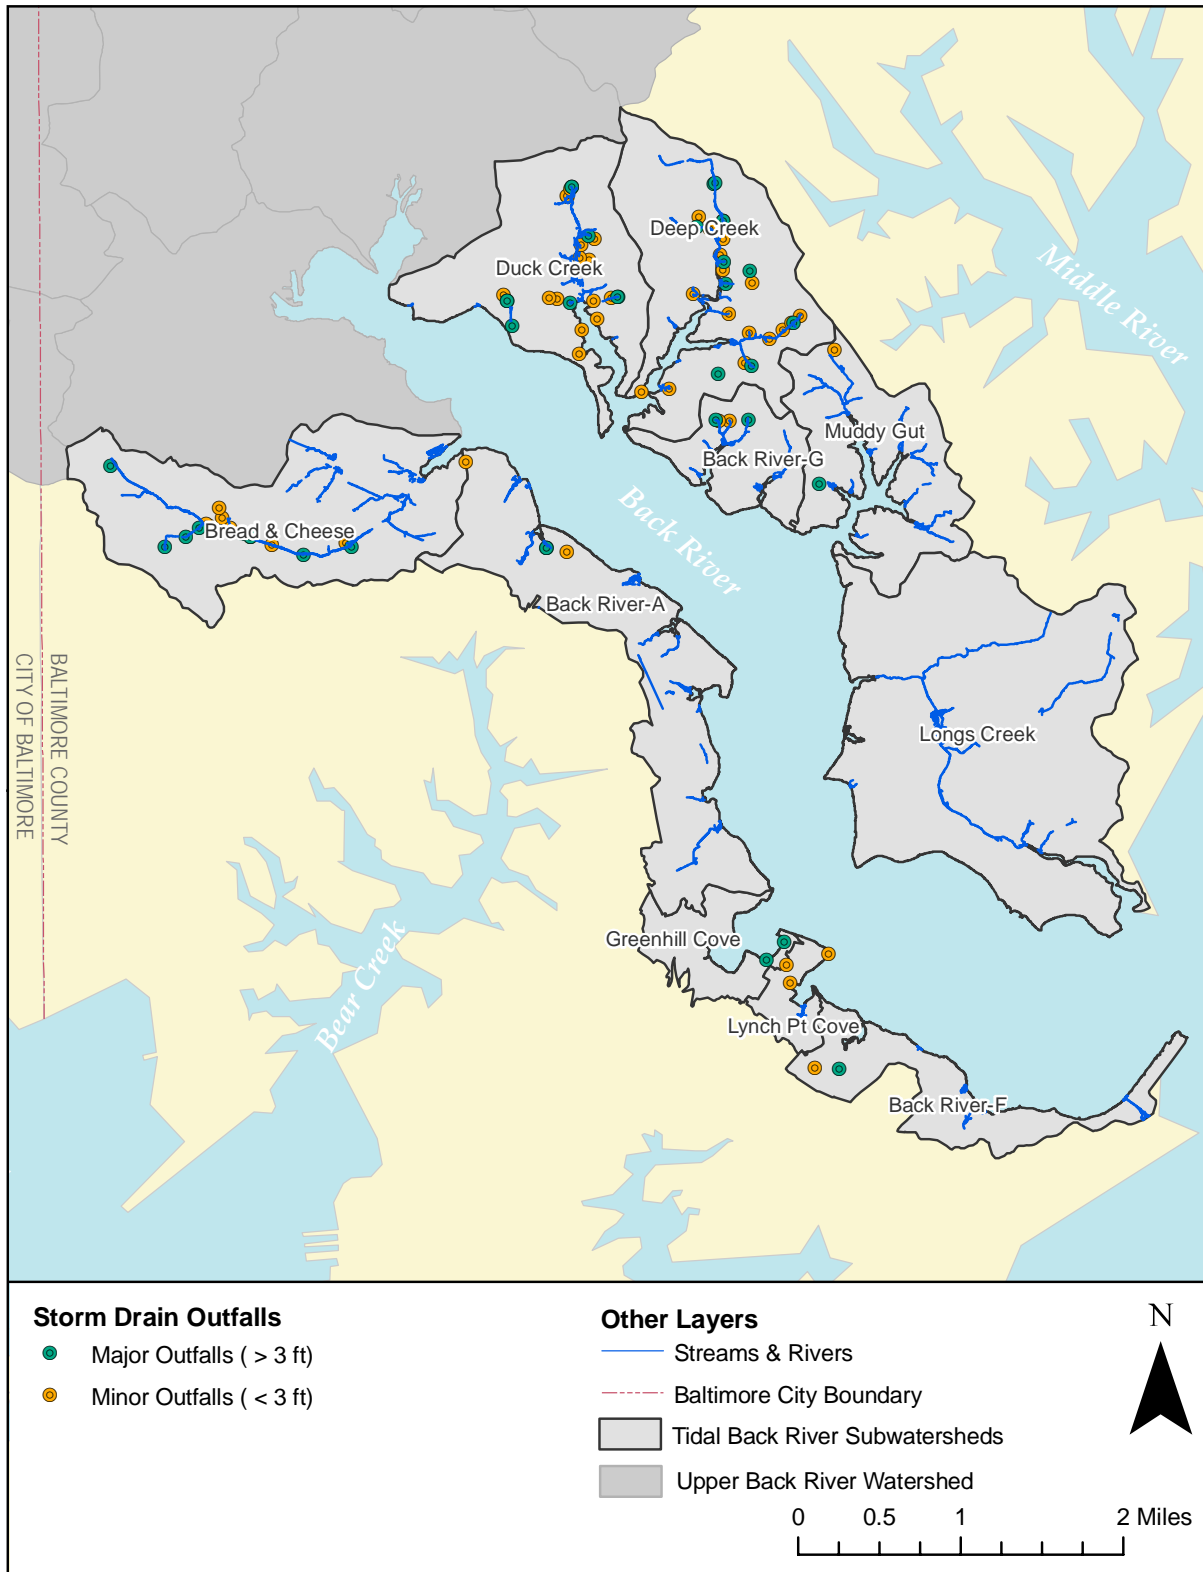 Deep Creek
Duck Creek
Middle River
Muddy Gut
Back River-G
Back River
Bread & Cheese
Back River-A
BALTIMORE COUNTY
CITY OF BALTIMORE
Longs Creek
Greenhill Cove
Bear Creek
Lynch Pt Cove
Back River-F
Storm Drain Outfalls
Major Outfalls ( > 3 ft)
Minor Outfalls ( < 3 ft)
Other Layers
Streams & Rivers
Baltimore City Boundary
Tidal Back River Subwatersheds
Upper Back River Watershed
N
0 0.5 1 2 Miles